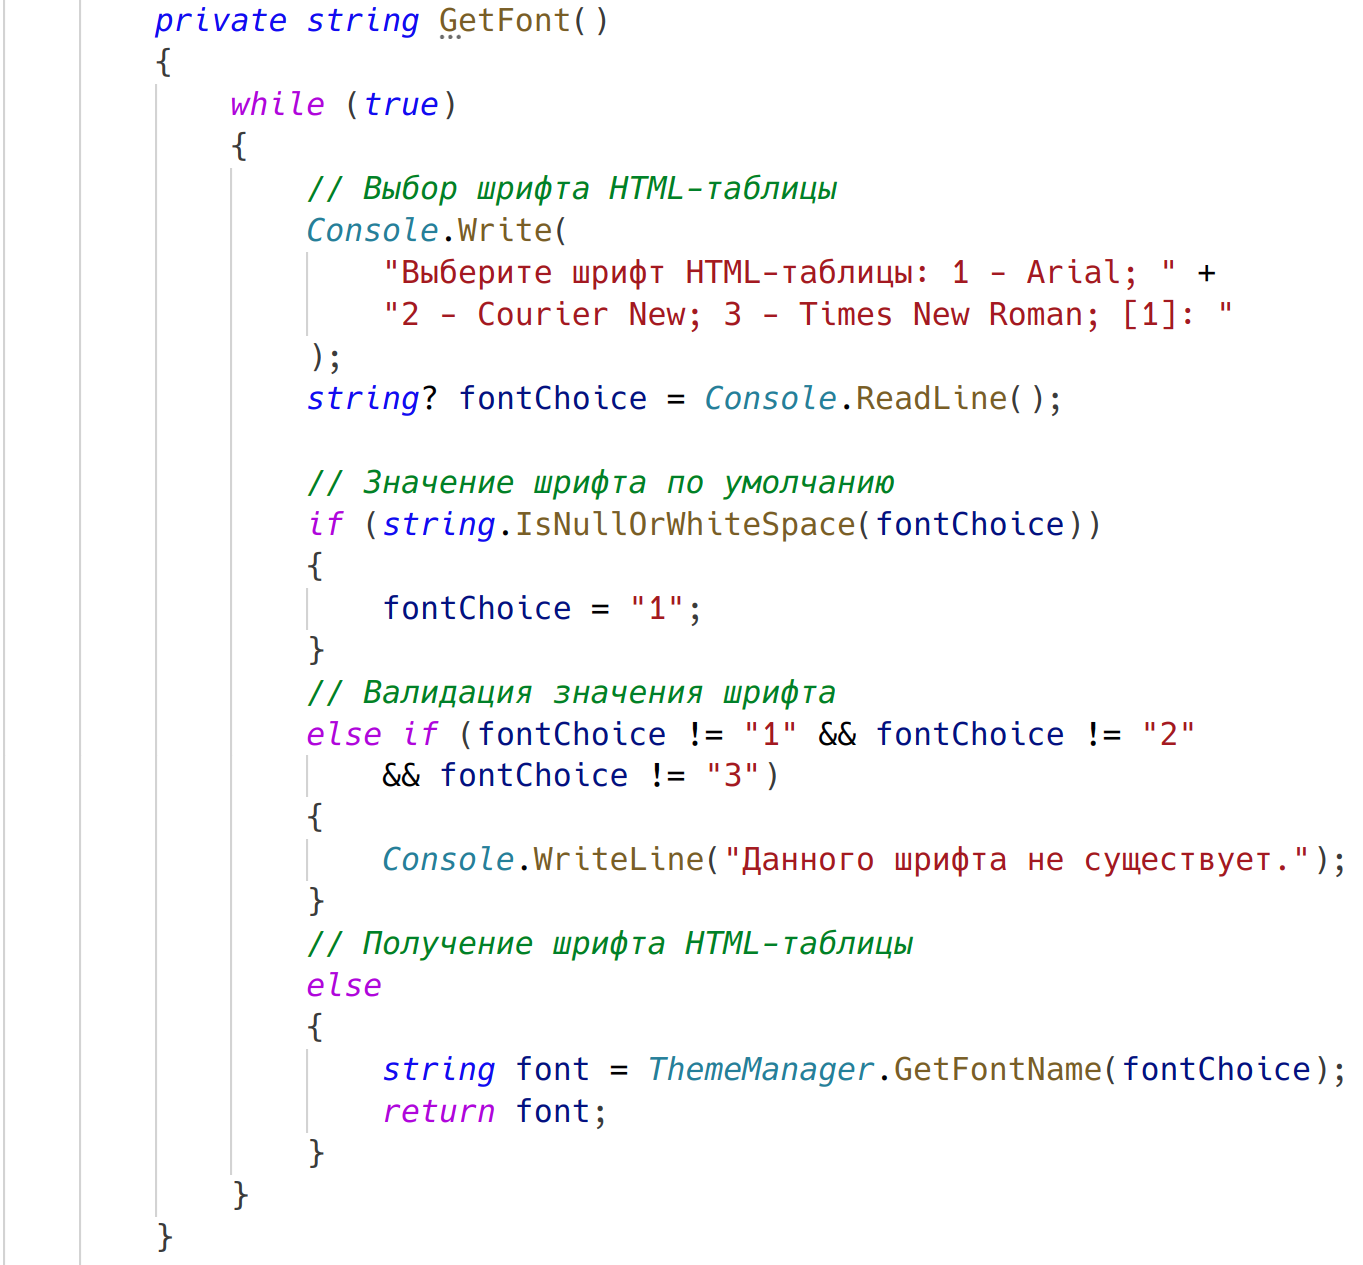 private string GetFont()
{
while (true)
{
// Выбор шрифта HTML-таблицы
Console.Write(
"Выберите шрифт HTML-таблицы: 1 - Arial; " +
"2 - Courier New; 3 - Times New Roman; [1]: "
);
string? fontChoice = Console.ReadLine();
// Значение шрифта по умолчанию
if (string.IsNullOrWhiteSpace(fontChoice))
{
fontChoice = "1";
}
// Валидация значения шрифта
else if (fontChoice != "1" && fontChoice != "2"
&& fontChoice != "3")
{
Console.WriteLine("Данного шрифта не существует.");
}
// Получение шрифта HTML-таблицы
else
{
string font = ThemeManager.GetFontName(fontChoice);
return font;
}
}
}